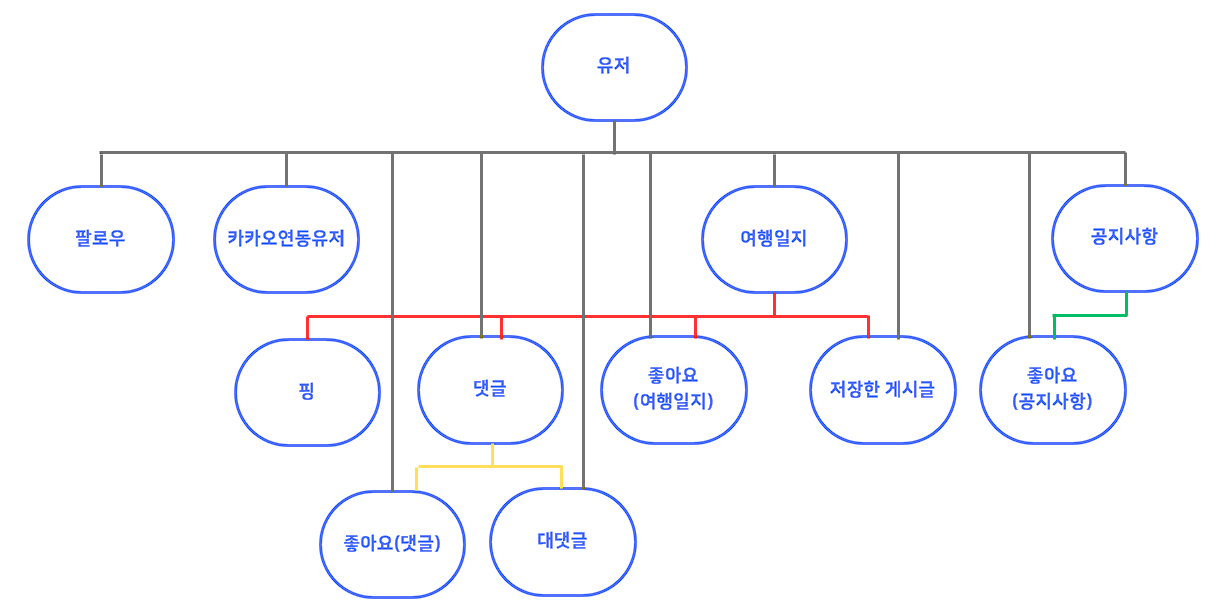 유저
팔로우
카카오연동유저
여행일지
공지사항
핑
댓글
좋아요
(여행일지)
저장한 게시글
좋아요
(공지사항)
좋아요(댓글)
대댓글